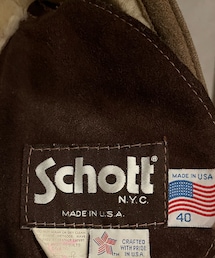 Schott
N.Y.C.
MADE IN U.S.A.
MADE IN USA
40
CRAFTED
WITH PRIDE
IN U.S.A.